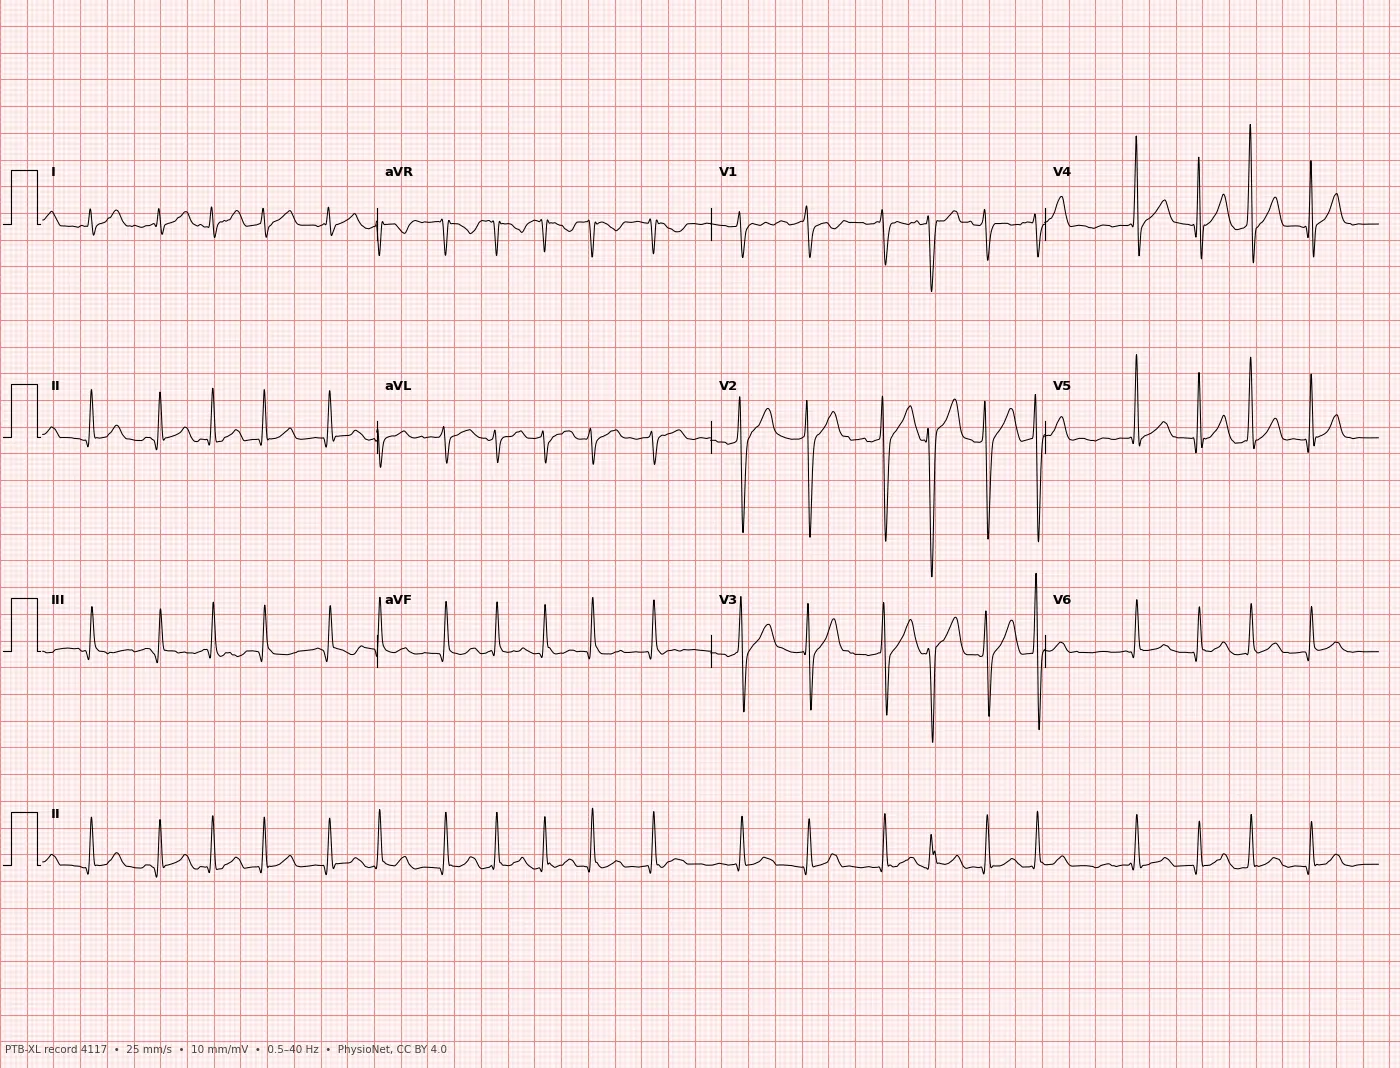 I aVR V1 V4
II aVL V2 V5
III aVF V3 V6
II
PTB-XL record 4117 • 25 mm/s • 10 mm/mV • 0.5–40 Hz • PhysioNet, CC BY 4.0